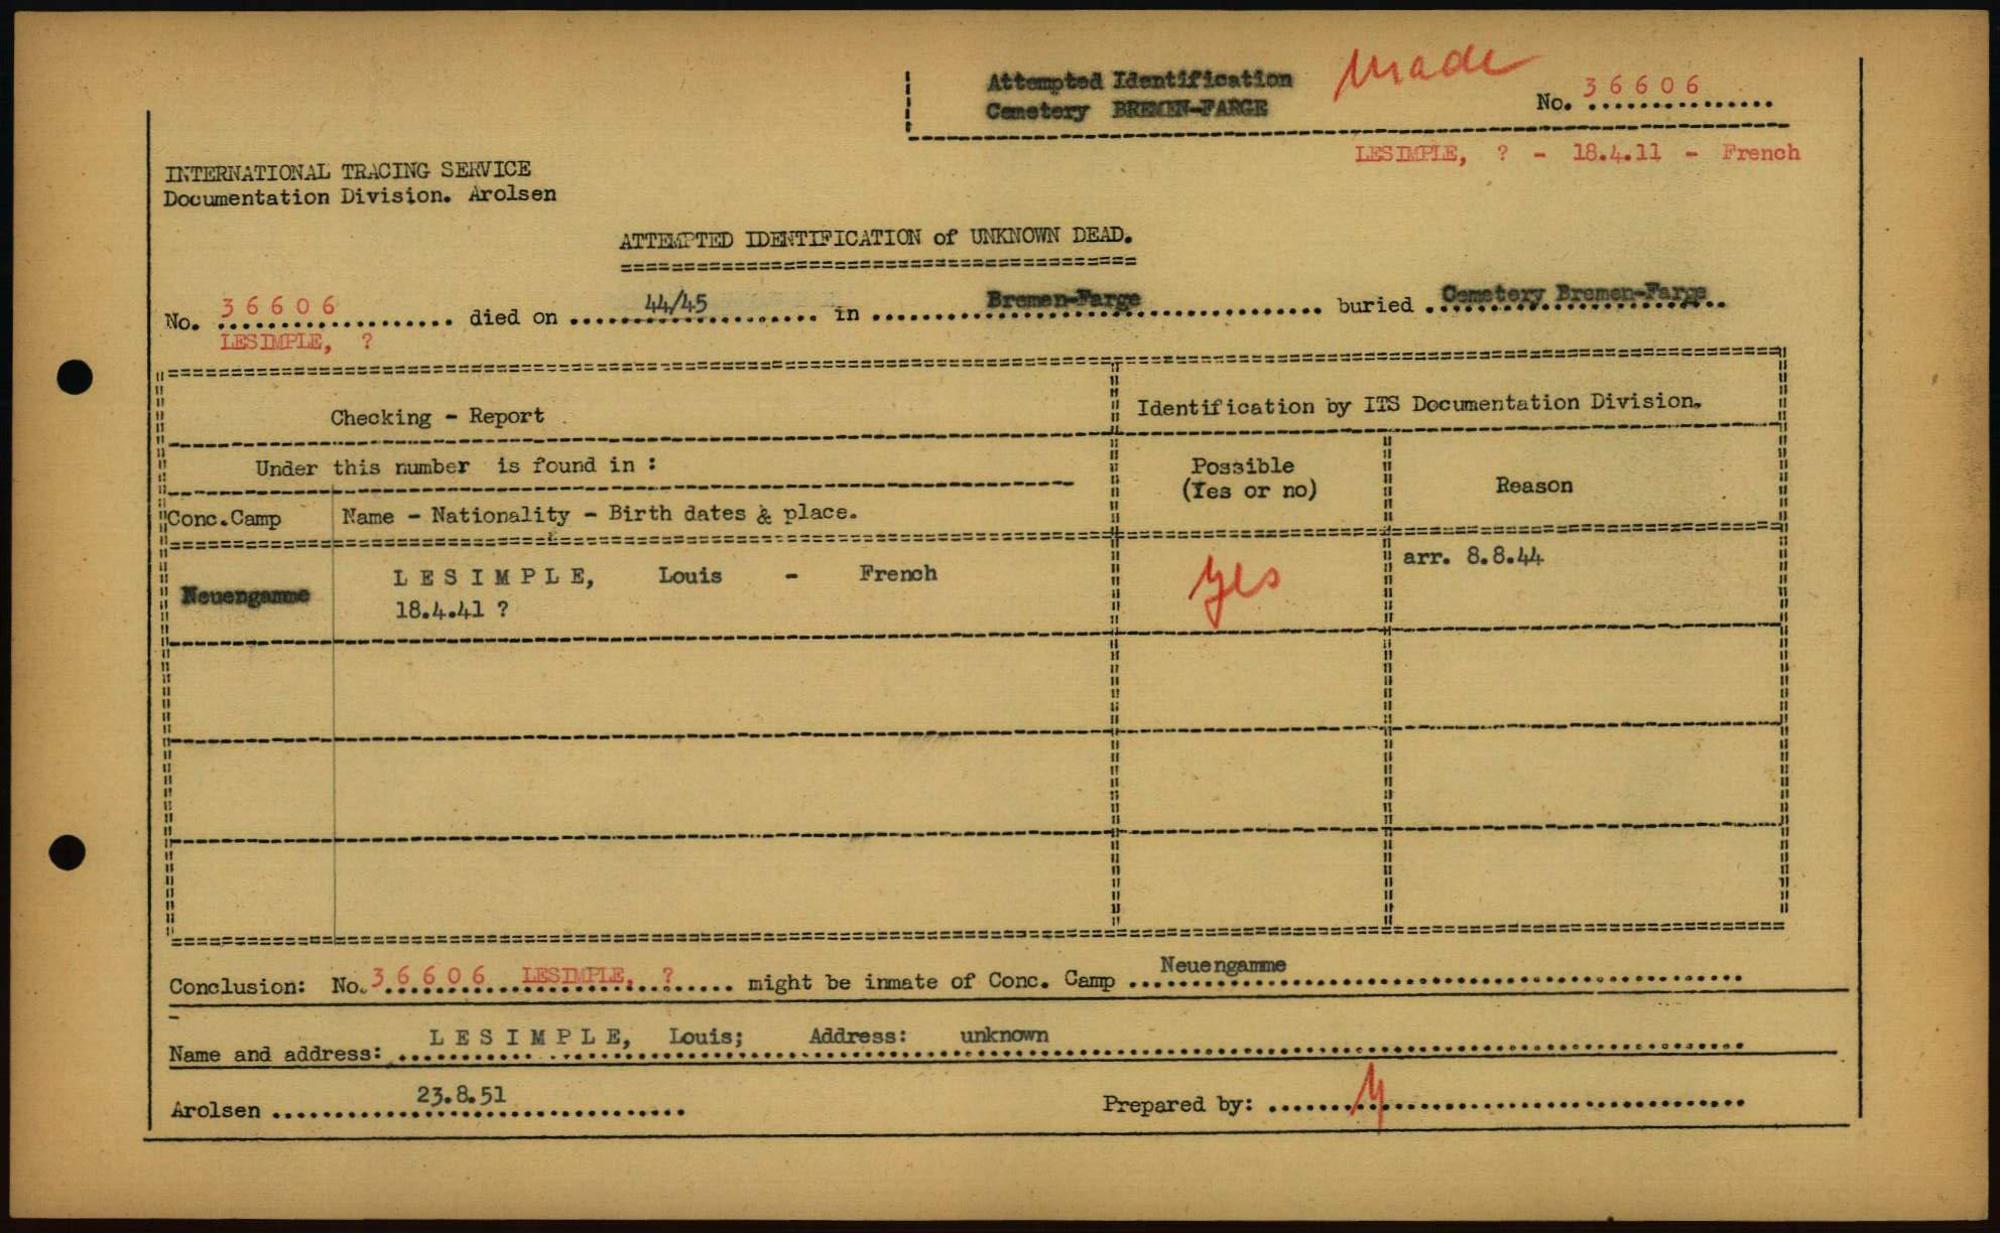 Attempted Identification made
Cemetery BREMEN-FARGE No. 36606
LESIMPLE, ? - 18.4.11 - French
INTERNATIONAL TRACING SERVICE
Documentation Division. Arolsen
ATTEMPTED IDENTIFICATION of UNKNOWN DEAD.
No. 36606 died on 44/45 in Bremen-Farge buried Cemetery Bremen-Farge
LESIMPLE, ?
Checking - Report
Identification by ITS Documentation Division.
Under this number is found in :
Possible
(Yes or no)
Reason
Conc.Camp Name - Nationality - Birth dates & place.
Neuengamme L E S I M P L E, Louis - French
18.4.41 ?
yes
arr. 8.8.44
Conclusion: No. 36606 LESIMPLE, ? might be inmate of Conc. Camp Neuengamme
Name and address: L E S I M P L E, Louis; Address: unknown
Arolsen 23.8.51 Prepared by: